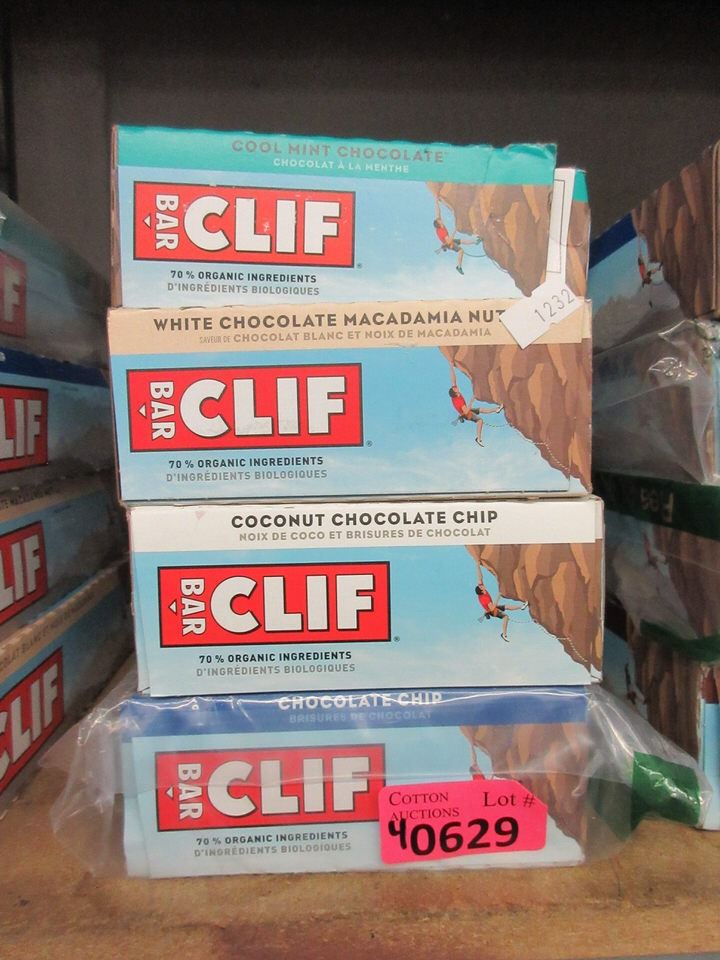 COOL MINT CHOCOLATE
CHOCOLAT À LA MENTHE
BAR CLIF
70 % ORGANIC INGREDIENTS
D'INGRÉDIENTS BIOLOGIQUES
1232
WHITE CHOCOLATE MACADAMIA NUT
SAVEUR DE CHOCOLAT BLANC ET NOIX DE MACADAMIA
BAR CLIF
70 % ORGANIC INGREDIENTS
D'INGRÉDIENTS BIOLOGIQUES
COCONUT CHOCOLATE CHIP
NOIX DE COCO ET BRISURES DE CHOCOLAT
BAR CLIF
70 % ORGANIC INGREDIENTS
D'INGRÉDIENTS BIOLOGIQUES
CHOCOLATE CHIP
BRISURES DE CHOCOLAT
BAR CLIF
70 % ORGANIC INGREDIENTS
D'INGRÉDIENTS BIOLOGIQUES
COTTON AUCTIONS Lot #
40629
LIF
LIF
CLIF